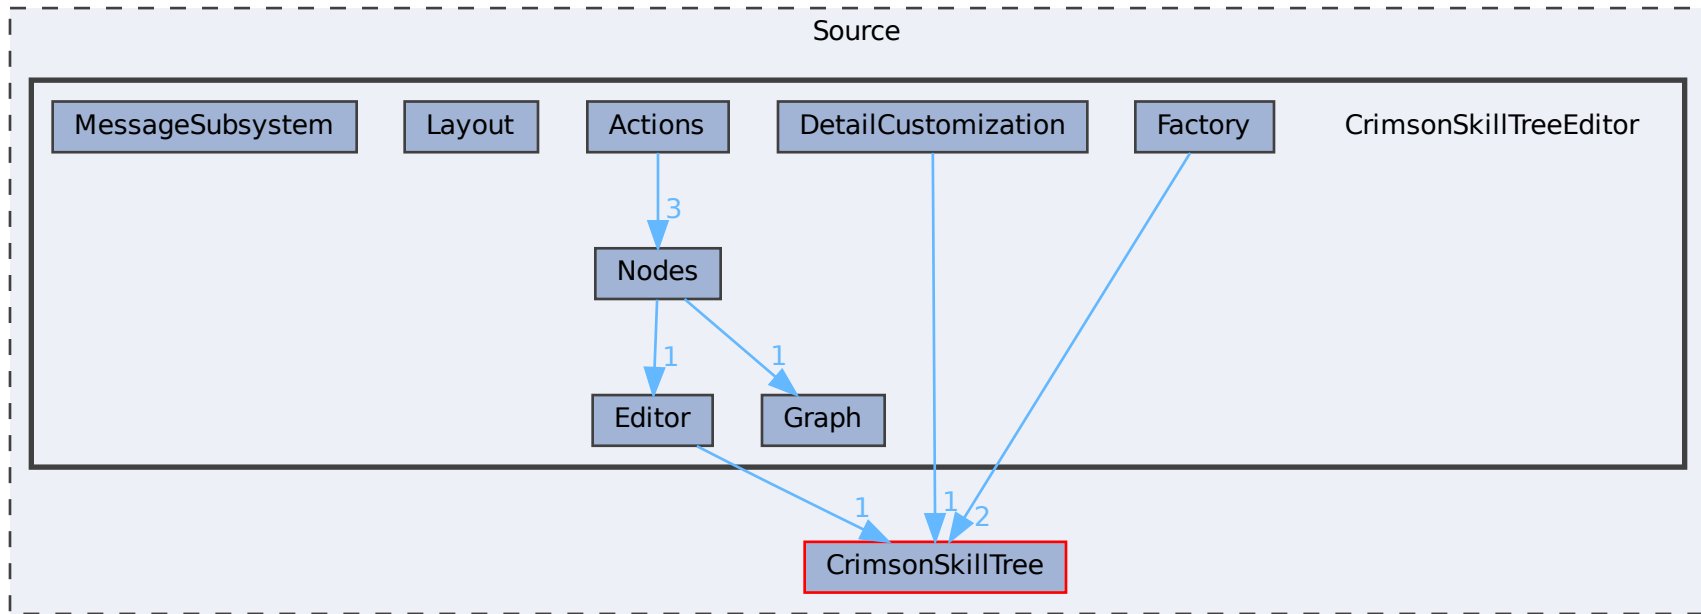 Source
MessageSubsystem
Layout
Actions
DetailCustomization
Factory
CrimsonSkillTreeEditor
3
Nodes
1
1
Editor
Graph
1
1
2
CrimsonSkillTree